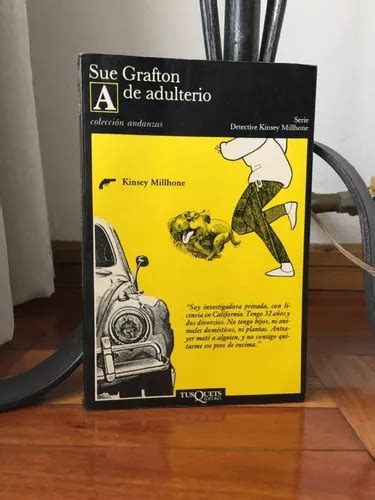 Sue Grafton
A de adulterio
colección andanzas
Serie
Detective Kinsey Millhone
Kinsey Millhone
"Soy investigadora privada, con li-
cencia en California. Tengo 32 años y
dos divorcios. No tengo hijos, ni ani-
males domésticos, ni plantas. Antea-
yer maté a alguien, y no consigo qui-
tarme ese peso de encima."
TUSQUETS
EDITORES